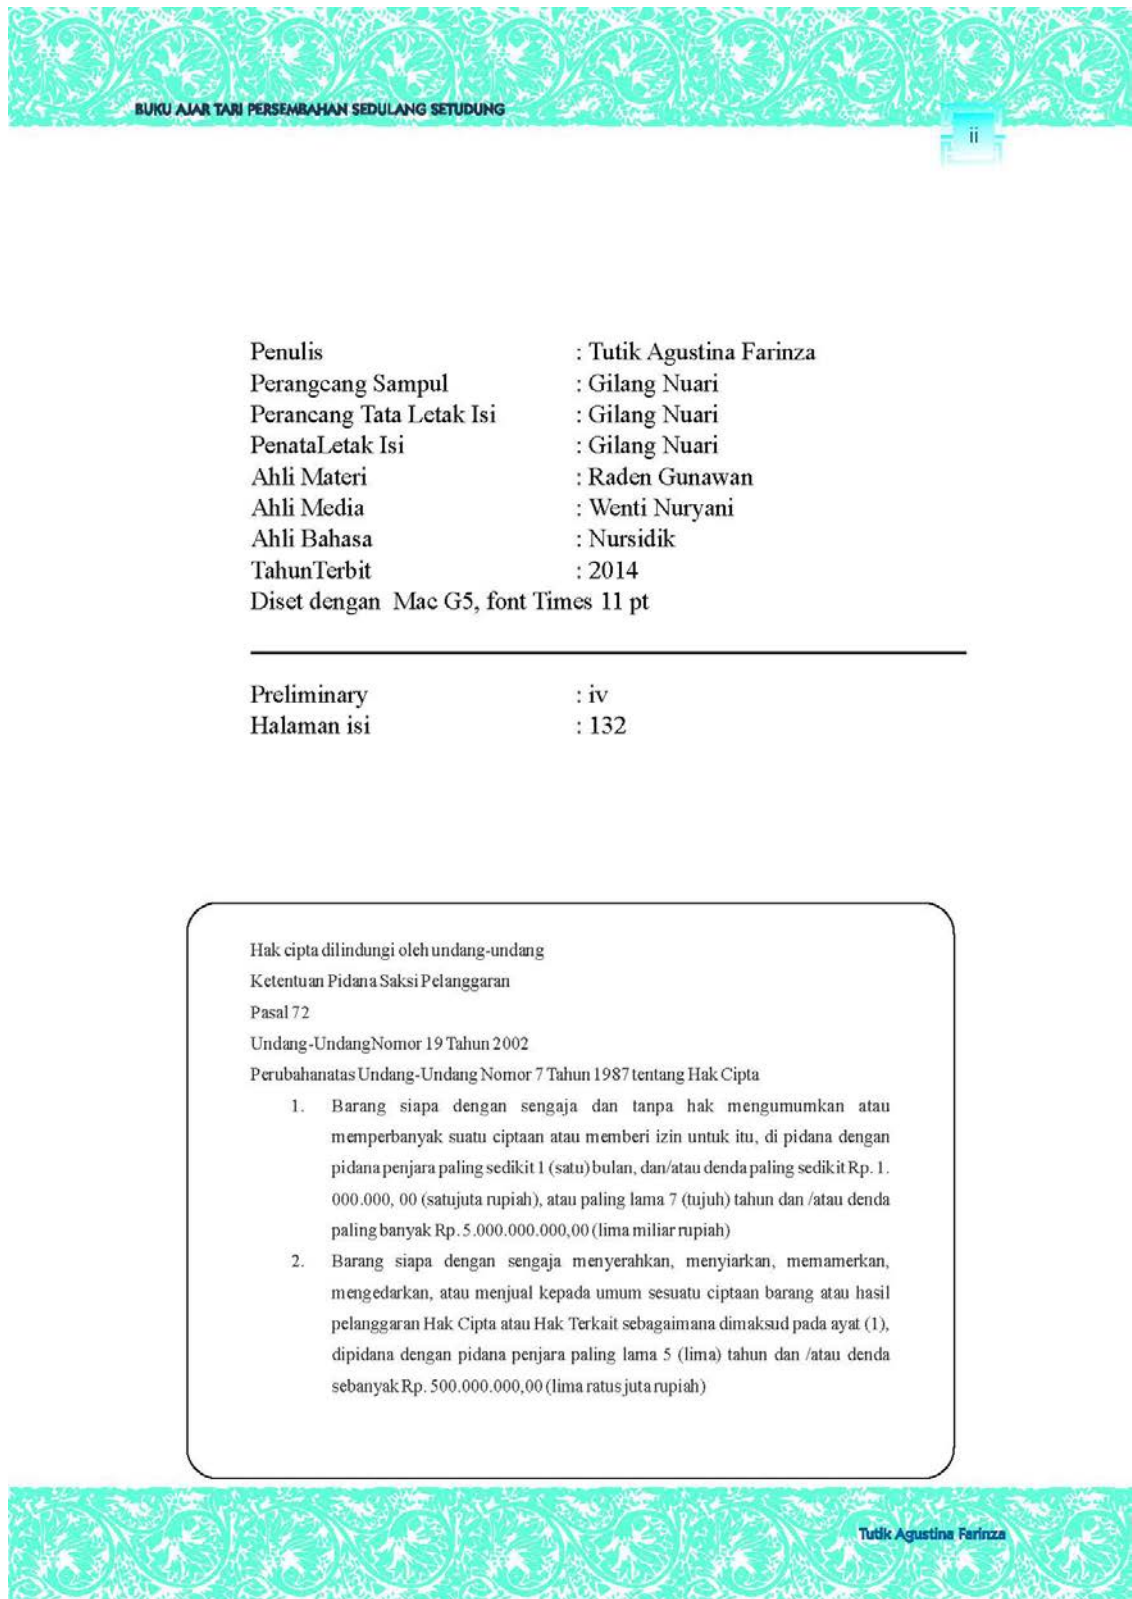 BUKU AJAR TARI PERSEMBAHAN SEDULANG SETUDUNG
ii
Penulis : Tutik Agustina Farinza
Perangcang Sampul : Gilang Nuari
Perancang Tata Letak Isi : Gilang Nuari
PenataLetak Isi : Gilang Nuari
Ahli Materi : Raden Gunawan
Ahli Media : Wenti Nuryani
Ahli Bahasa : Nursidik
TahunTerbit : 2014
Diset dengan Mac G5, font Times 11 pt
Preliminary : iv
Halaman isi : 132
Hak cipta dilindungi oleh undang-undang
Ketentuan Pidana Saksi Pelanggaran
Pasal 72
Undang-UndangNomor 19 Tahun 2002
Perubahanatas Undang-Undang Nomor 7 Tahun 1987 tentang Hak Cipta
1. Barang siapa dengan sengaja dan tanpa hak mengumumkan atau
memperbanyak suatu ciptaan atau memberi izin untuk itu, di pidana dengan
pidana penjara paling sedikit 1 (satu) bulan, dan/atau denda paling sedikit Rp. 1.
000.000, 00 (satujuta rupiah), atau paling lama 7 (tujuh) tahun dan /atau denda
paling banyak Rp. 5.000.000.000,00 (lima miliar rupiah)
2. Barang siapa dengan sengaja menyerahkan, menyiarkan, memamerkan,
mengedarkan, atau menjual kepada umum sesuatu ciptaan barang atau hasil
pelanggaran Hak Cipta atau Hak Terkait sebagaimana dimaksud pada ayat (1),
dipidana dengan pidana penjara paling lama 5 (lima) tahun dan /atau denda
sebanyak Rp. 500.000.000,00 (lima ratus juta rupiah)
Tutik Agustina Farinza